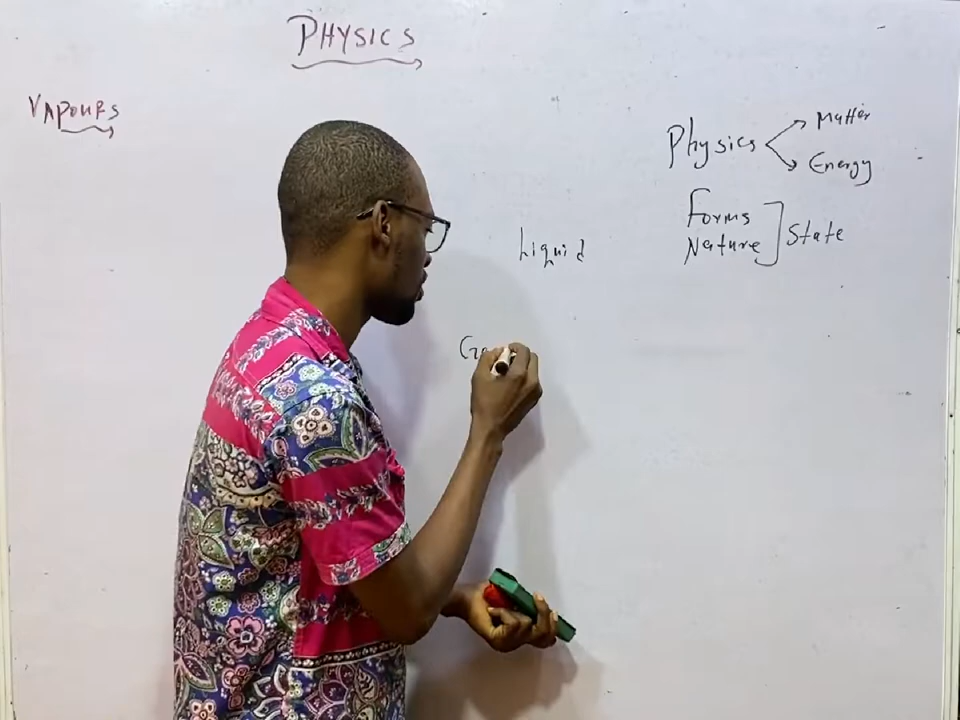 PHYSICS
VAPOURS
Physics
Matter
Energy
Forms
Nature
State
Liquid